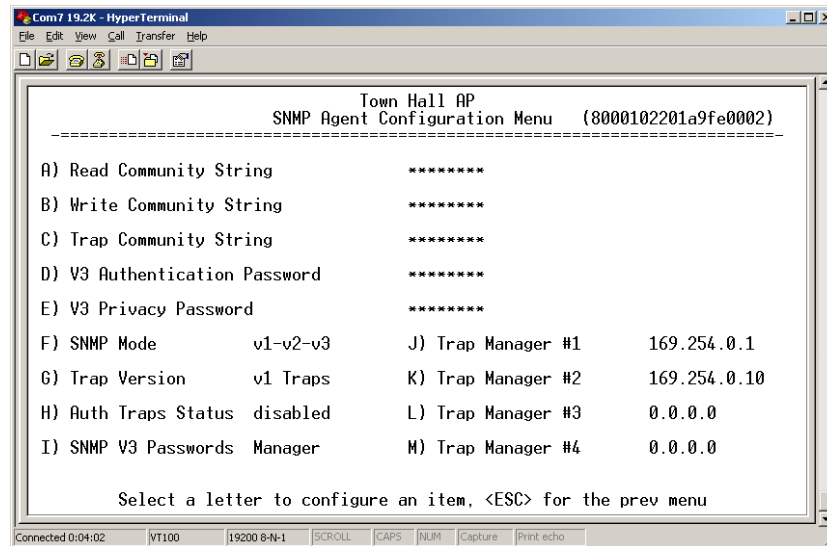 Com7 19.2K - HyperTerminal
File Edit View Call Transfer Help
Town Hall AP
SNMP Agent Configuration Menu (8000102201a9fe0002)
-==========================================================================-
A) Read Community String ********
B) Write Community String ********
C) Trap Community String ********
D) V3 Authentication Password ********
E) V3 Privacy Password ********
F) SNMP Mode v1-v2-v3 J) Trap Manager #1 169.254.0.1
G) Trap Version v1 Traps K) Trap Manager #2 169.254.0.10
H) Auth Traps Status disabled L) Trap Manager #3 0.0.0.0
I) SNMP V3 Passwords Manager M) Trap Manager #4 0.0.0.0
Select a letter to configure an item, <ESC> for the prev menu
Connected 0:04:02 VT100 19200 8-N-1 SCROLL CAPS NUM Capture Print echo